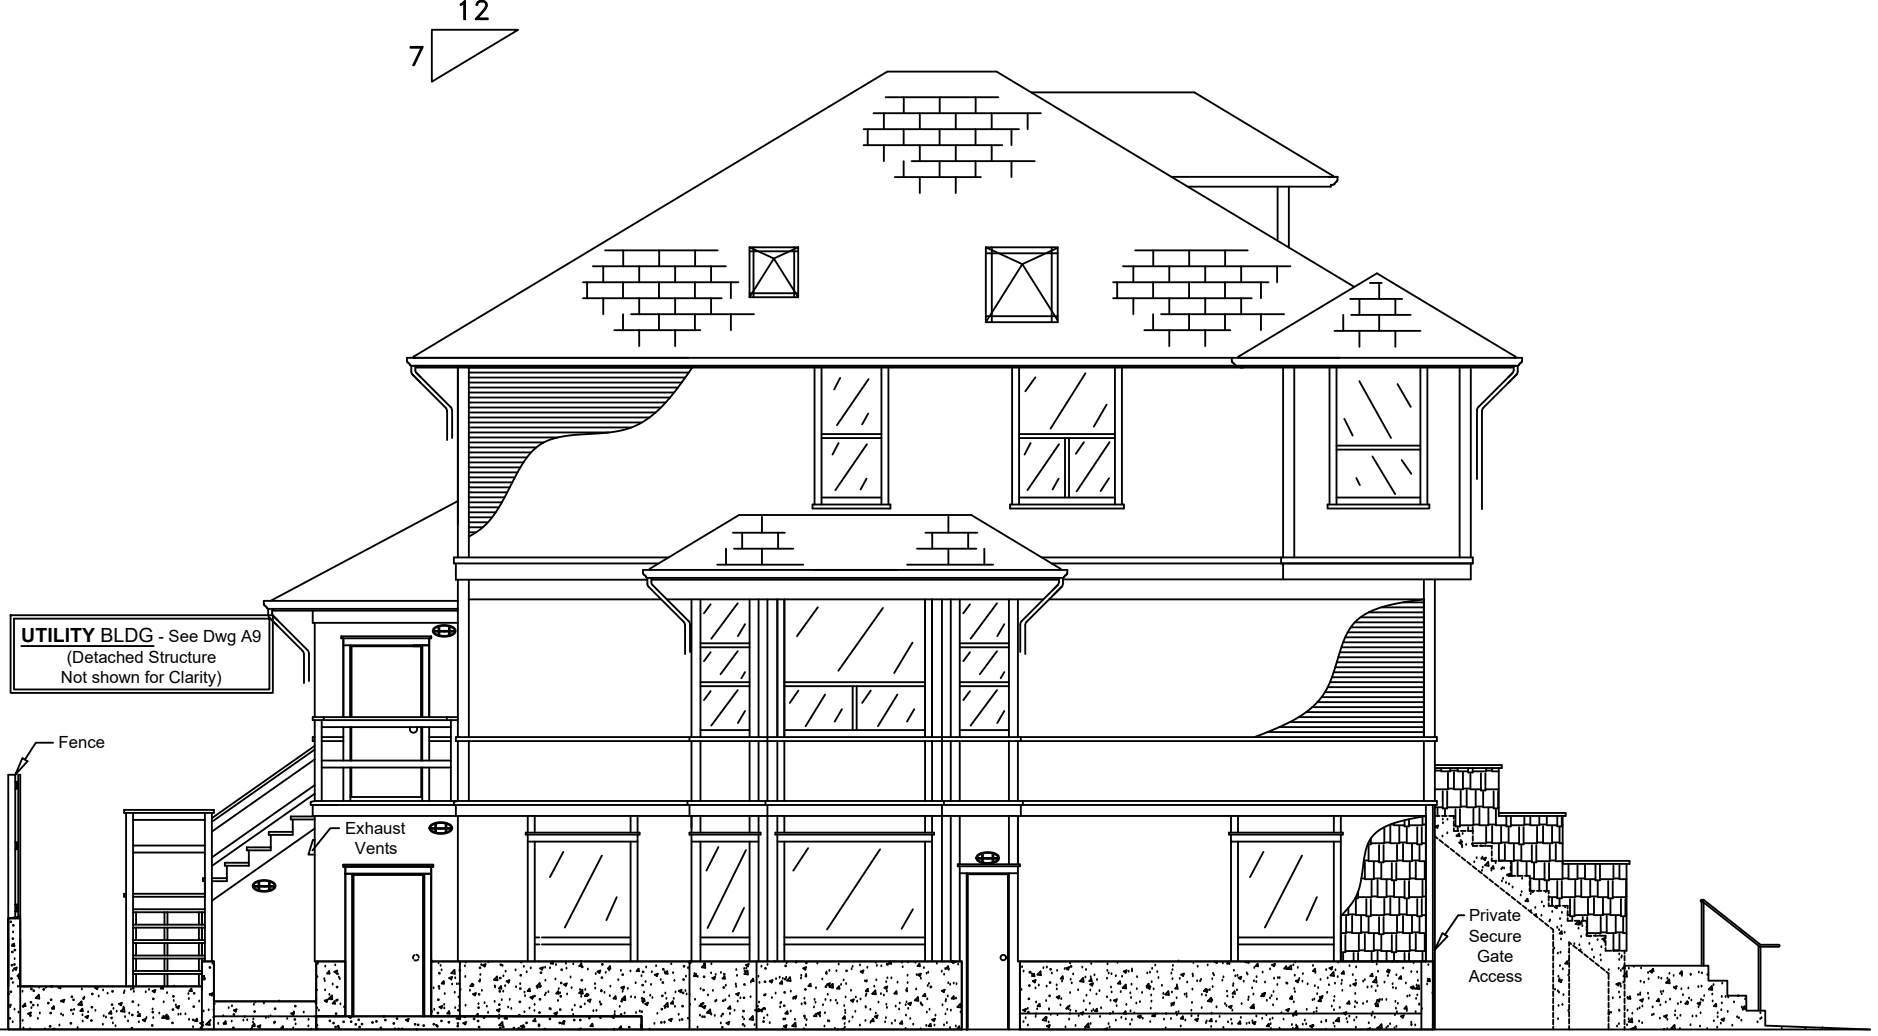 12
7
UTILITY BLDG - See Dwg A9
(Detached Structure
Not shown for Clarity)
Fence
Exhaust
Vents
Private
Secure
Gate
Access